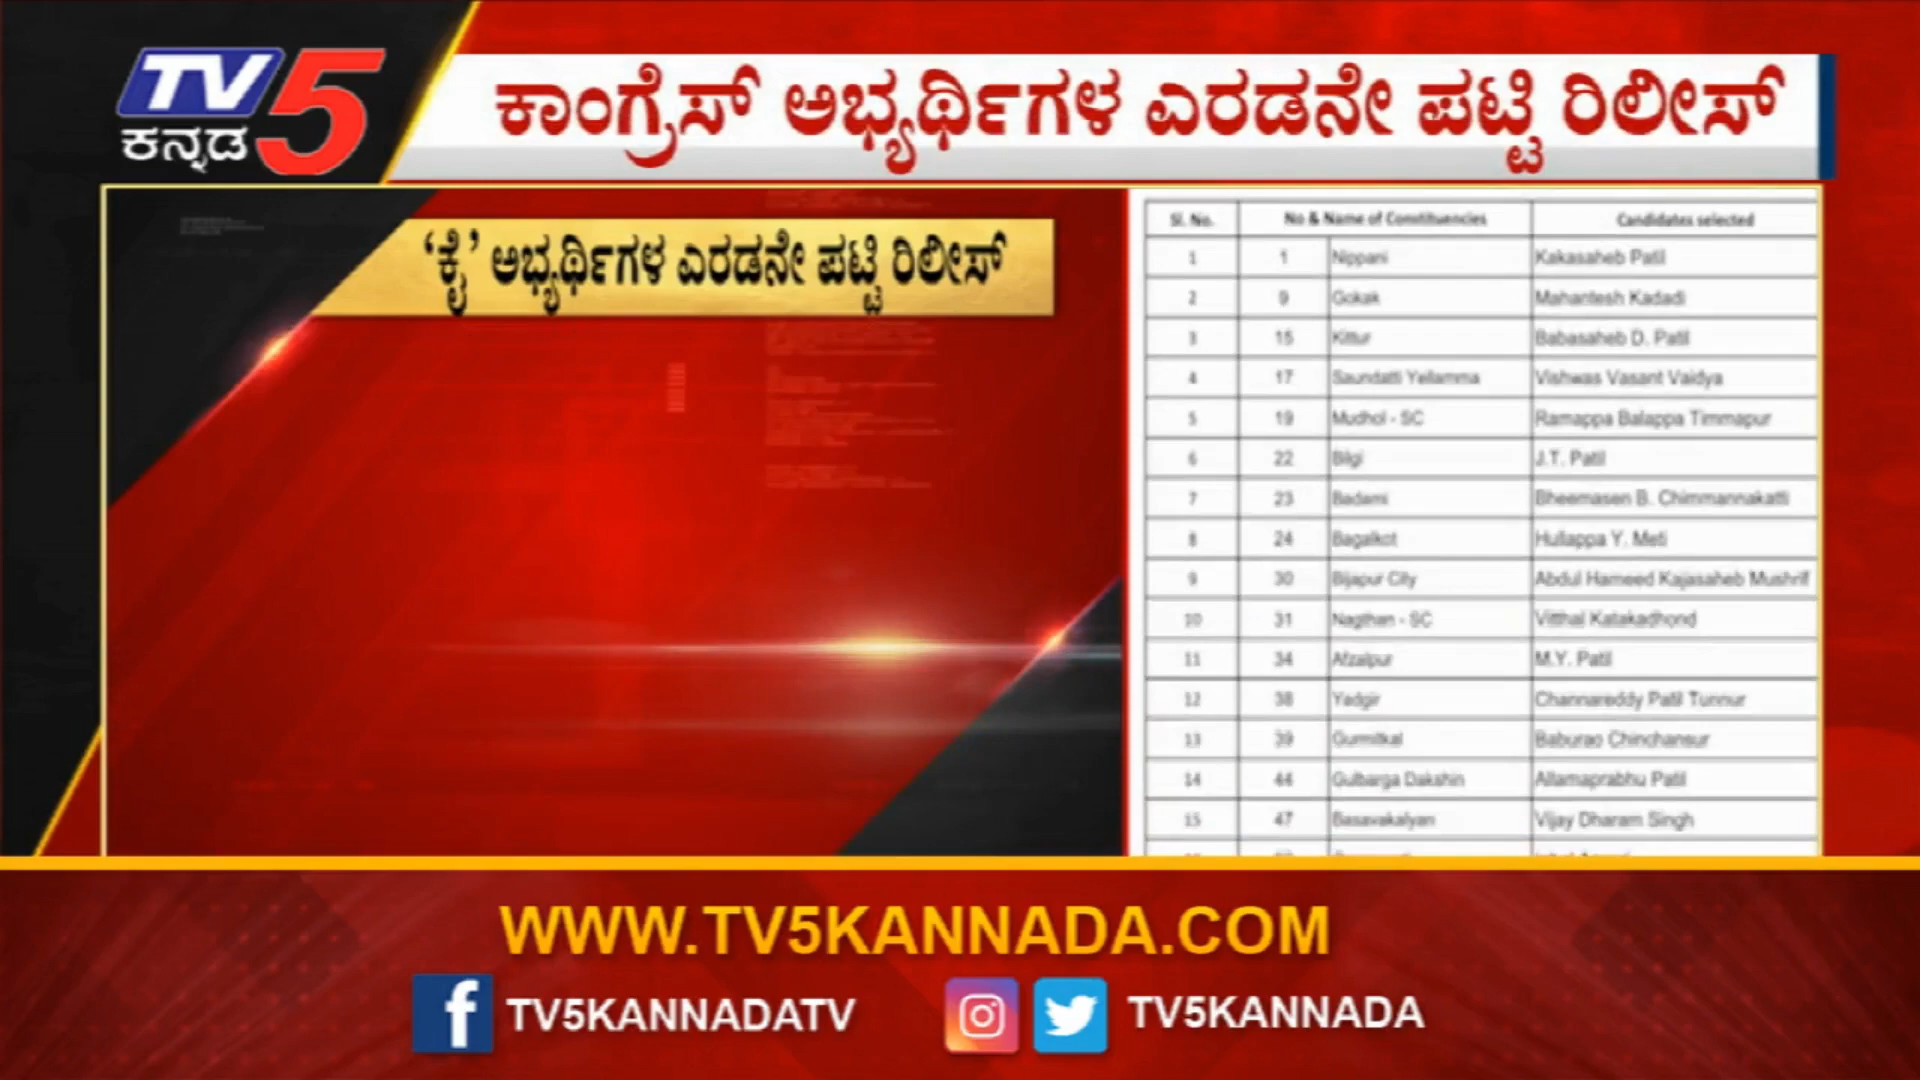 TV5
ಕನ್ನಡ
ಕಾಂಗ್ರೆಸ್ ಅಭ್ಯರ್ಥಿಗಳ ಎರಡನೇ ಪಟ್ಟಿ ರಿಲೀಸ್
‘ಕೈ’ ಅಭ್ಯರ್ಥಿಗಳ ಎರಡನೇ ಪಟ್ಟಿ ರಿಲೀಸ್
Sl. No. No & Name of Constituencies Candidates selected
1 1 Nippani Kakasaheb Patil
2 9 Gokak Mahantesh Kadadi
3 15 Kittur Babasaheb D. Patil
4 17 Saundatti Yellamma Vishwas Vasant Vaidya
5 19 Mudhol - SC Ramappa Balappa Timmapur
6 22 Bilgi J.T. Patil
7 23 Badami Bheemasen B. Chimmannakatti
8 24 Bagalkot Hullappa Y. Meti
9 30 Bijapur City Abdul Hameed Kajasaheb Mushrif
10 31 Nagthan - SC Vitthal Katakadhond
11 34 Afzalpur M.Y. Patil
12 38 Yadgir Channareddy Patil Tunnur
13 39 Gurmitkal Baburao Chinchansur
14 44 Gulbarga Dakshin Allamaprabhu Patil
15 47 Basavakalyan Vijay Dharam Singh
WWW.TV5KANNADA.COM
TV5KANNADATV
TV5KANNADA